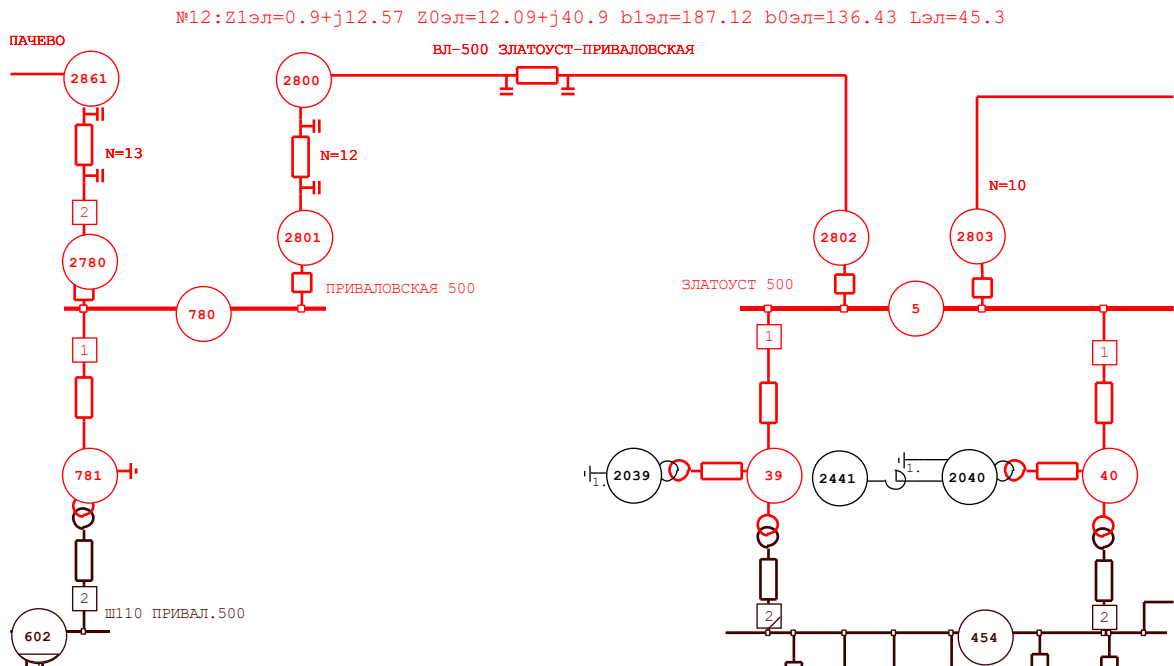 №12:Z1эл=0.9+j12.57 Z0эл=12.09+j40.9 b1эл=187.12 b0эл=136.43 Lэл=45.3
ПАЧЕВО
ВЛ-500 ЗЛАТОУСТ-ПРИВАЛОВСКАЯ
2861
2800
N=13
N=12
N=10
2
2801
2802
2803
2780
ПРИВАЛОВСКАЯ 500
ЗЛАТОУСТ 500
780
5
1
1
1
781
2039
39
2441
2040
40
1.
1.
2
Ш110 ПРИВАЛ.500
2
2
602
454